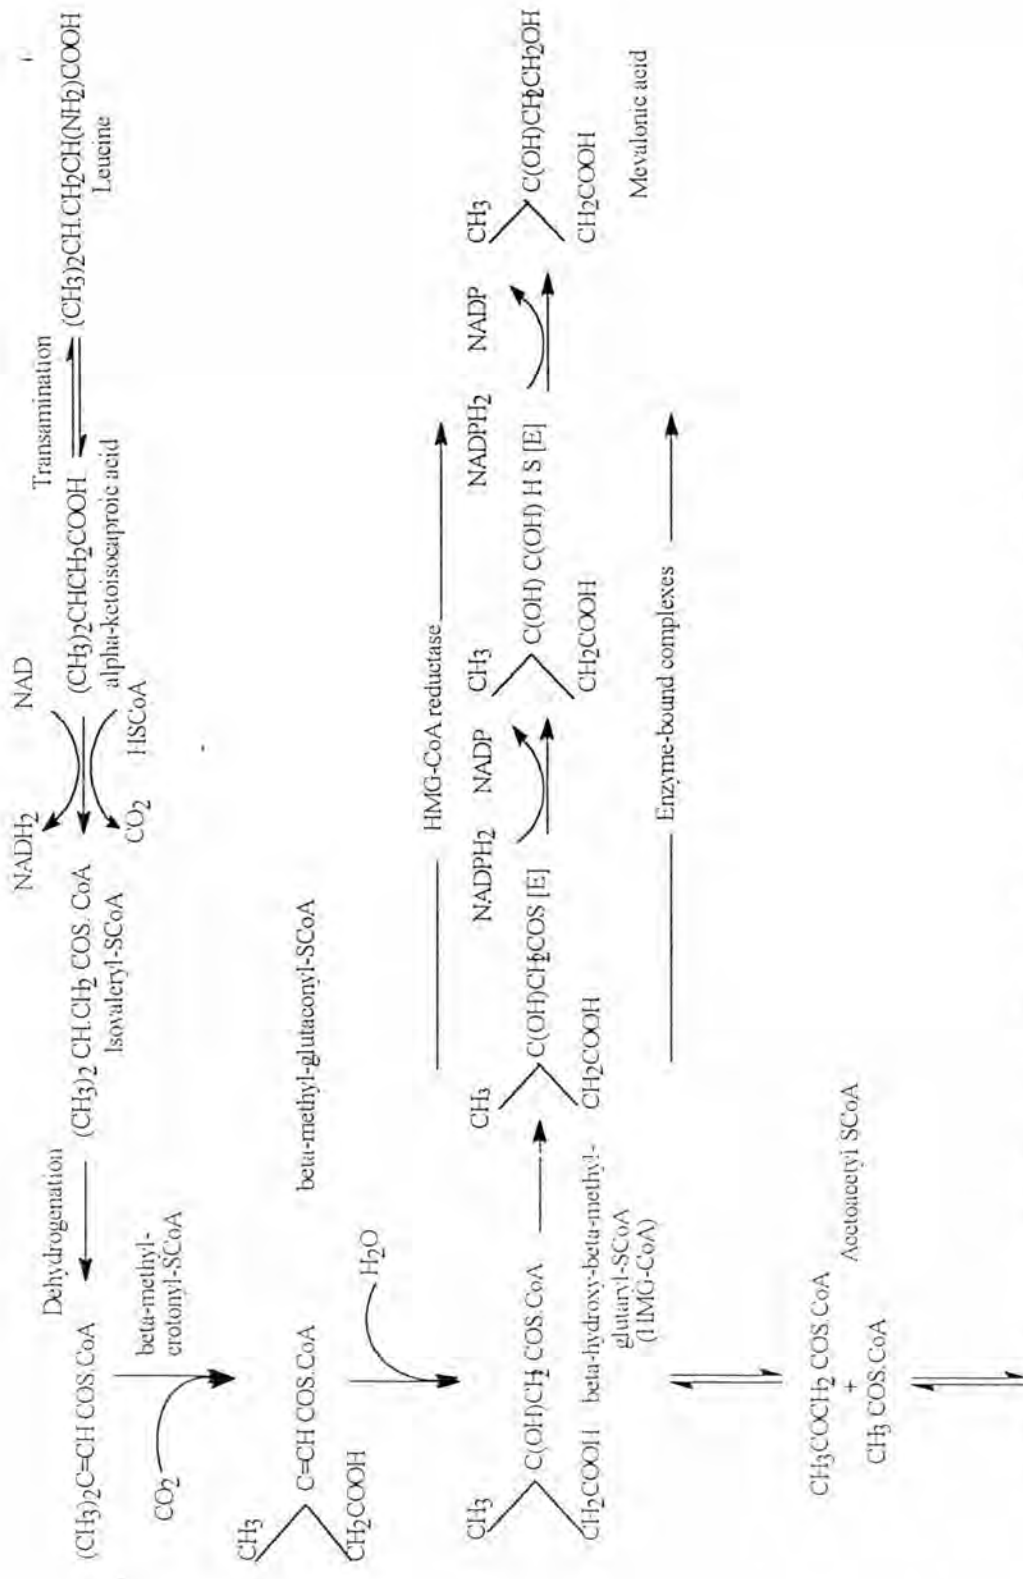 (CH3)2CH.CH2CH(NH2)COOH
Leucine
Transamination
(CH3)2CHCH2COOH
alpha-ketoisocaproic acid
NAD
NADH2
HSCoA
CO2
(CH3)2 CH.CH2 COS. CoA
Isovaleryl-SCoA
Dehydrogenation
(CH3)2C=CH COS.CoA
beta-methyl-
crotonyl-SCoA
CO2
CH3
C=CH COS.CoA
CH2COOH
beta-methyl-glutaconyl-SCoA
H2O
CH3
C(OH)CH2 COS.CoA
CH2COOH
beta-hydroxy-beta-methyl-
glutaryl-SCoA
(HMG-CoA)
HMG-CoA reductase
CH3
C(OH)CH2COS [E]
CH2COOH
NADPH2
NADP
CH3
C(OH) C(OH) H S [E]
CH2COOH
NADPH2
NADP
CH3
C(OH)CH2CH2OH
CH2COOH
Mevalonic acid
Enzyme-bound complexes
CH3COCH2 COS.CoA
Acetoacetyl SCoA
+
CH3 COS.CoA